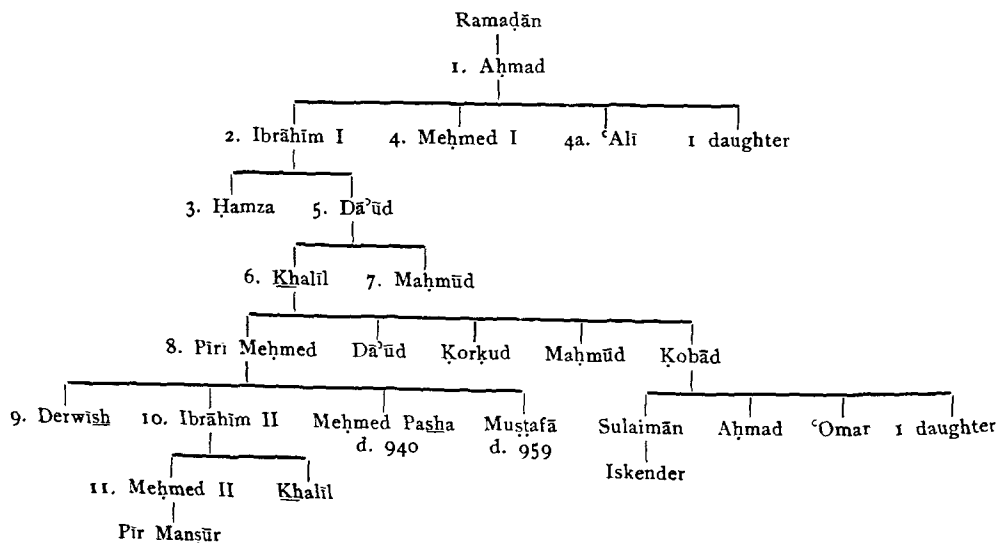 Ramaḍān
1. Aḥmad
2. Ibrāhīm I 4. Meḥmed I 4a. ʿAlī 1 daughter
3. Ḥamza 5. Dāʾūd
6. Khalīl 7. Maḥmūd
8. Pīrī Meḥmed Dāʾūd Ḳorḳud Maḥmūd Ḳobād
9. Derwīsh 10. Ibrāhīm II Meḥmed Pasha Muṣṭafā Sulaimān Aḥmad ʿOmar 1 daughter
d. 940 d. 959
Iskender
11. Meḥmed II Khalīl
Pīr Manṣūr